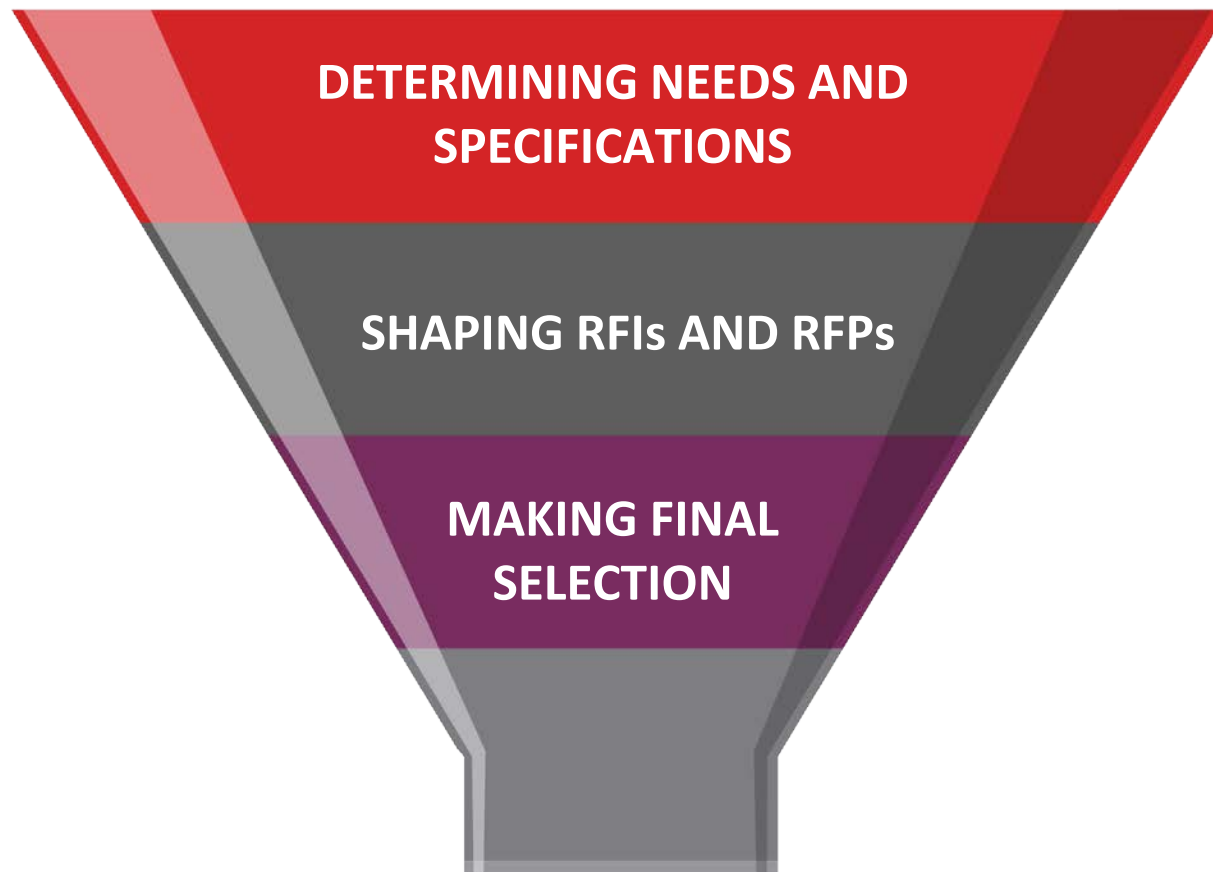 DETERMINING NEEDS AND
SPECIFICATIONS
SHAPING RFIs AND RFPs
MAKING FINAL
SELECTION